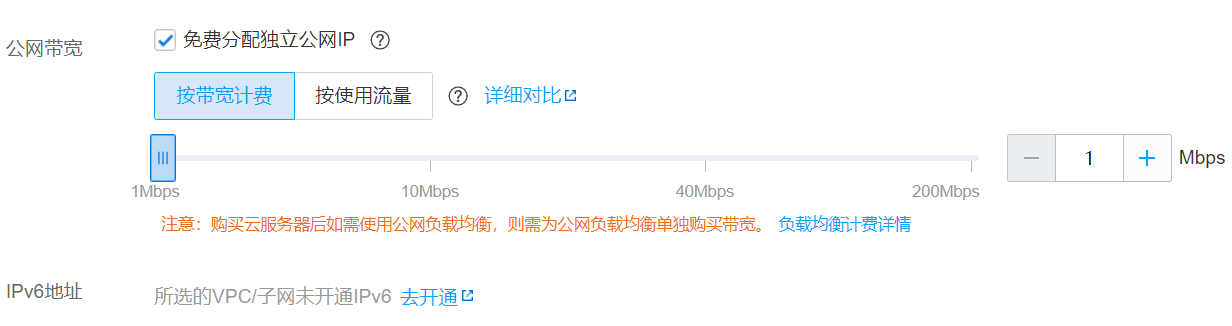 公网带宽 免费分配独立公网IP ?
按带宽计费 按使用流量 ? 详细对比
1 Mbps
1Mbps 10Mbps 40Mbps 200Mbps
注意：购买云服务器后如需使用公网负载均衡，则需为公网负载均衡单独购买带宽。 负载均衡计费详情
IPv6地址 所选的VPC/子网未开通IPv6 去开通